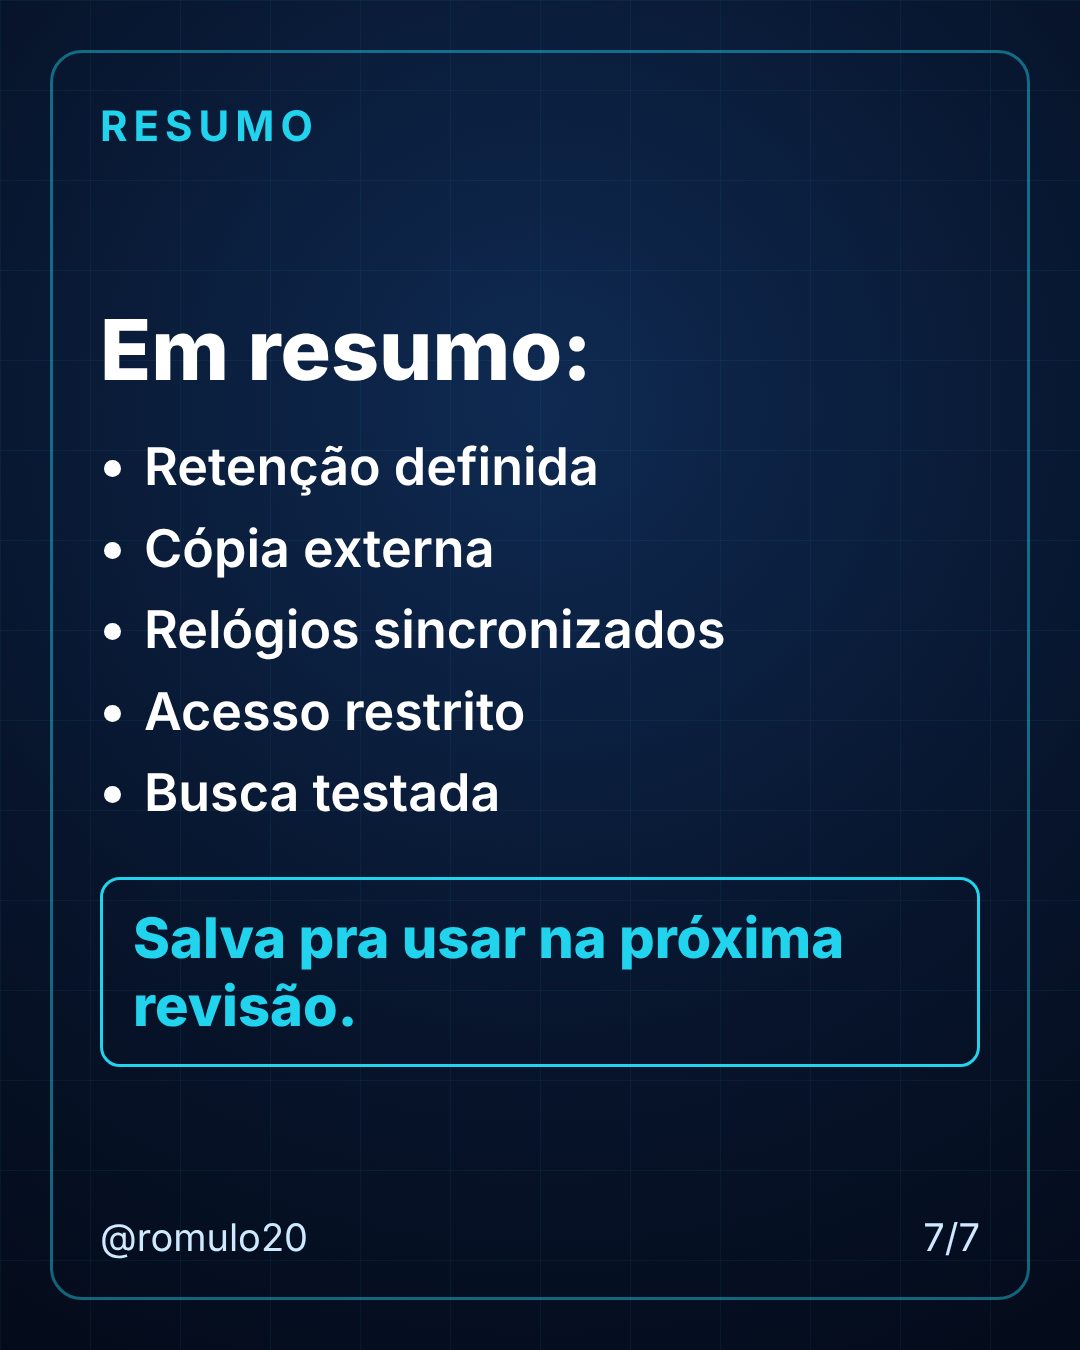 RESUMO
Em resumo:
• Retenção definida
• Cópia externa
• Relógios sincronizados
• Acesso restrito
• Busca testada
Salva pra usar na próxima
revisão.
@romulo20
7/7